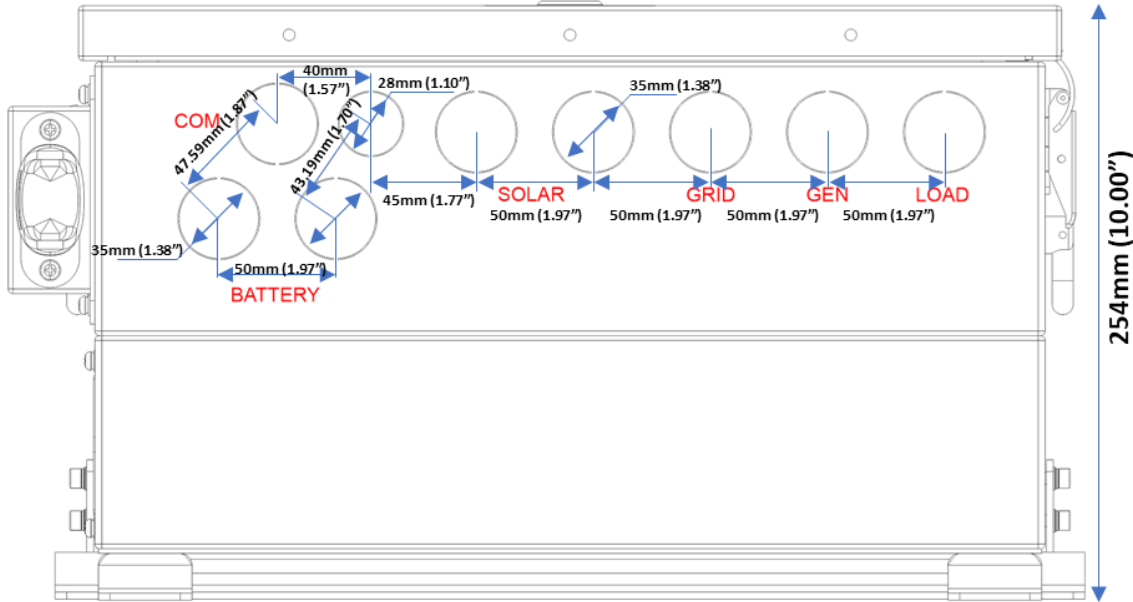 40mm
(1.57")
28mm (1.10")
35mm (1.38")
COM
47.59mm (1.87")
43.19mm (1.70")
45mm (1.77")
SOLAR
GRID
GEN
LOAD
50mm (1.97")
50mm (1.97")
50mm (1.97")
50mm (1.97")
35mm (1.38")
50mm (1.97")
BATTERY
254mm (10.00")